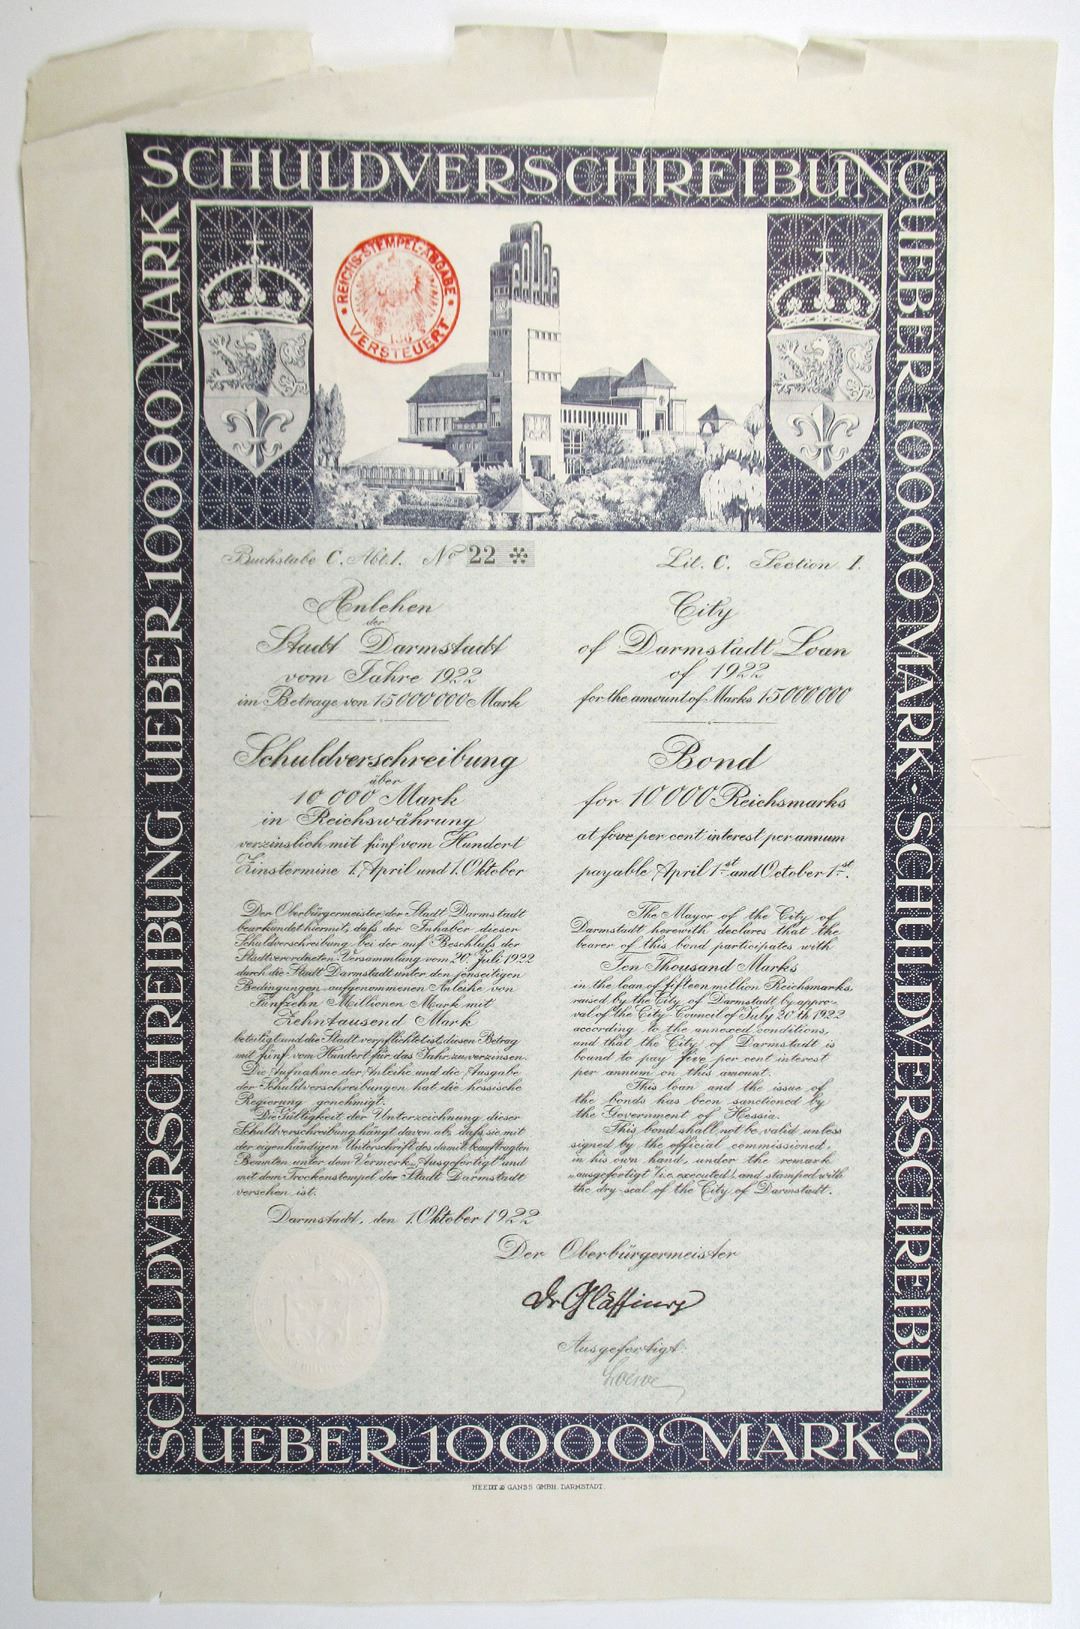 SCHULDVERSCHREIBUNG
UEBER 10000 MARK · SCHULDVERSCHREIBUNG
SCHULDVERSCHREIBUNG UEBER 10000 MARK
REICHS-STEMPEL-ABGABE
VERSTEUERT
Buchstabe C. Abt. 1. No 22 *
Lit. C. Section 1.
Anlehen
der
Stadt Darmstadt
vom Jahre 1922
im Betrage von 15000000 Mark
Schuldverschreibung
über
10000 Mark
in Reichswährung
verzinslich mit fünf vom Hundert
Zinstermine 1. April und 1. Oktober
Der Oberbürgermeister der Stadt Darmstadt
beurkundet hiermit, daß der Inhaber dieser
Schuldverschreibung bei der auf Beschluß der
Stadtverordneten-Versammlung vom 20. Juli 1922
durch die Stadt Darmstadt unter den jenseitigen
Bedingungen aufgenommenen Anleihe von
Fünfzehn Millionen Mark mit
Zehntausend Mark
beteiligt und die Stadt verpflichtet ist, diesen Betrag
mit fünf vom Hundert für das Jahr zu verzinsen.
Die Aufnahme der Anleihe und die Ausgabe
der Schuldverschreibungen hat die hessische
Regierung genehmigt.
Die Gültigkeit der Unterzeichnung dieser
Schuldverschreibung hängt davon ab, daß sie mit
der eigenhändigen Unterschrift des damit beauftragten
Beamten unter dem Vermerk „Ausgefertigt" und
mit dem Trockenstempel der Stadt Darmstadt
versehen ist.
Darmstadt, den 1. Oktober 1922
City
of Darmstadt Loan
of 1922
for the amount of Marks 15000000
Bond
for 10000 Reichsmarks
at fove per cent interest per annum
payable April 1st and October 1st.
The Mayor of the City of
Darmstadt herewith declares that the
bearer of this bond participates with
Ten Thousand Marks
in the loan of fifteen million Reichsmarks,
raised by the City of Darmstadt by appro-
val of the City Council of July 20th 1922
according to the annexed conditions,
and that the City of Darmstadt is
bound to pay five per cent interest
per annum on this amount.
This loan and the issue of
the bonds has been sanctioned by
the Government of Hessia.
This bond shall not be valid unless
signed by the official commissioned,
in his own hand, under the remark
„ausgefertigt" (i.e. executed), and stamped with
the dry-seal of the City of Darmstadt.
Der Oberbürgermeister
Dr Glässing
Ausgefertigt:
UEBER 10000 MARK
HEEDT & GANSS GMBH. DARMSTADT.